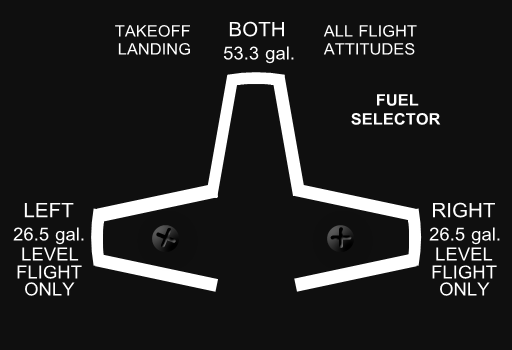 TAKEOFF
LANDING
BOTH
53.3 gal.
ALL FLIGHT
ATTITUDES
FUEL
SELECTOR
LEFT
26.5 gal.
LEVEL
FLIGHT
ONLY
RIGHT
26.5 gal.
LEVEL
FLIGHT
ONLY